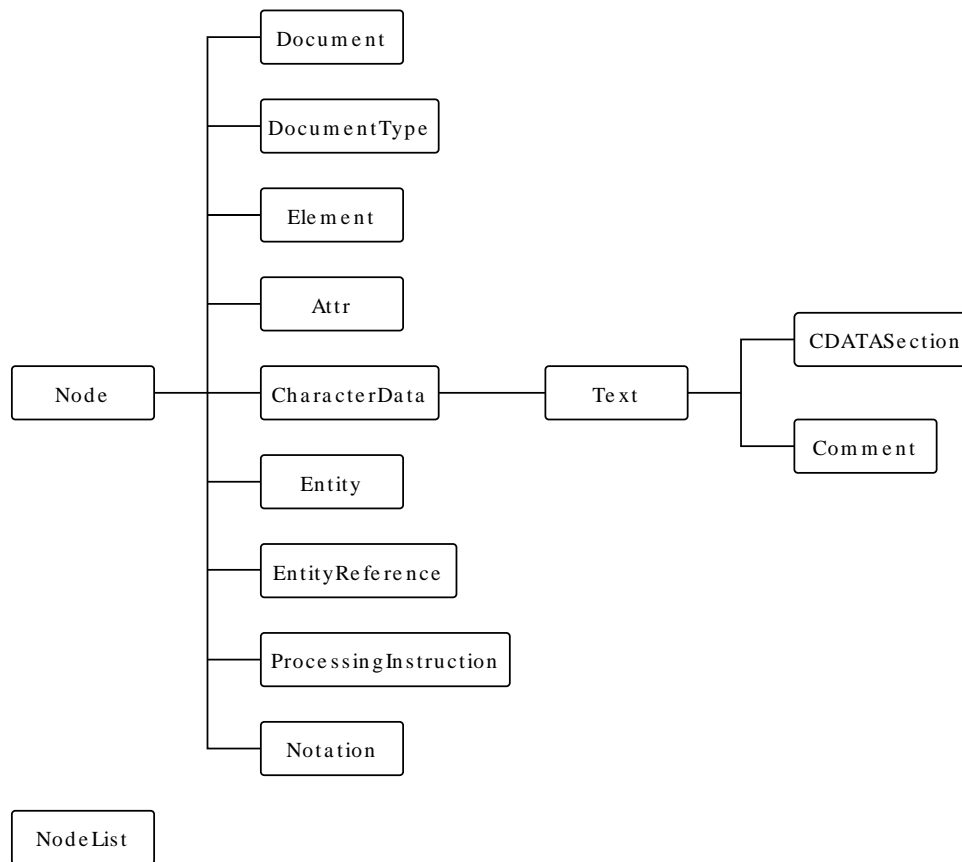 Document
DocumentType
Element
Attr
CDATASection
Node
CharacterData
Text
Comment
Entity
EntityReference
ProcessingInstruction
Notation
NodeList